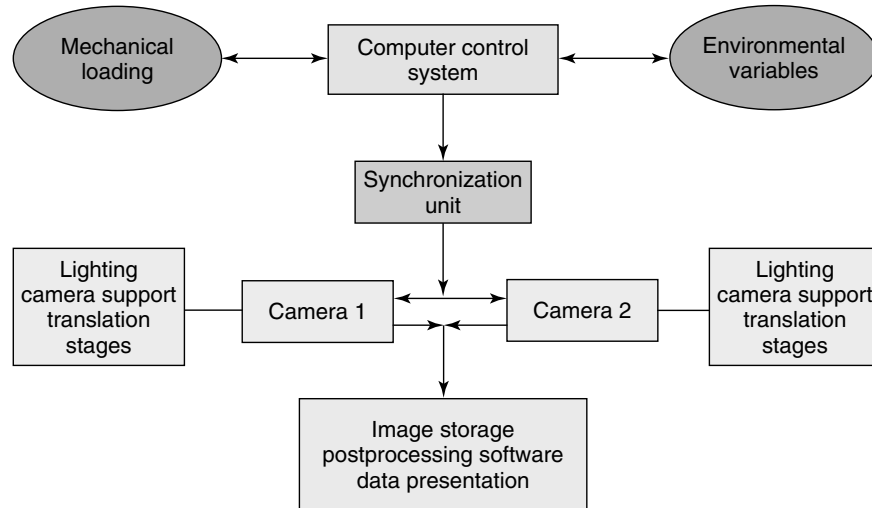 Mechanical
loading
Computer control
system
Environmental
variables
Synchronization
unit
Lighting
camera support
translation
stages
Camera 1
Camera 2
Lighting
camera support
translation
stages
Image storage
postprocessing software
data presentation